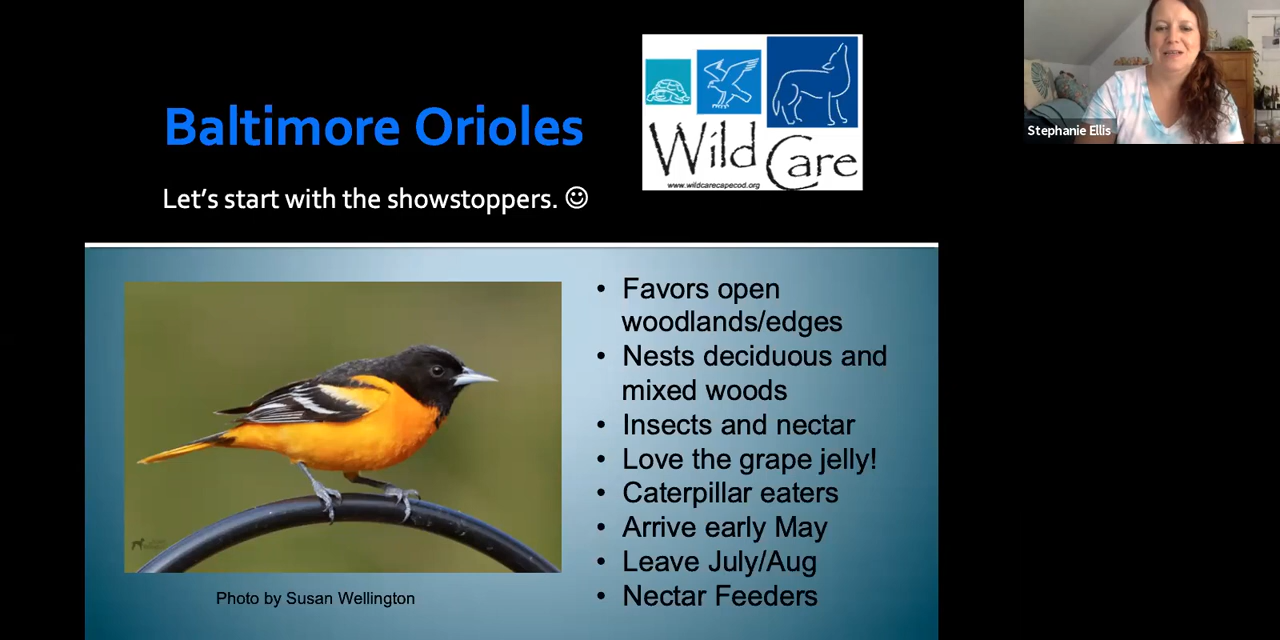 Baltimore Orioles
Let's start with the showstoppers. ☺
Wild Care
www.wildcarecapecod.org
Stephanie Ellis
• Favors open
woodlands/edges
• Nests deciduous and
mixed woods
• Insects and nectar
• Love the grape jelly!
• Caterpillar eaters
• Arrive early May
• Leave July/Aug
• Nectar Feeders
Photo by Susan Wellington